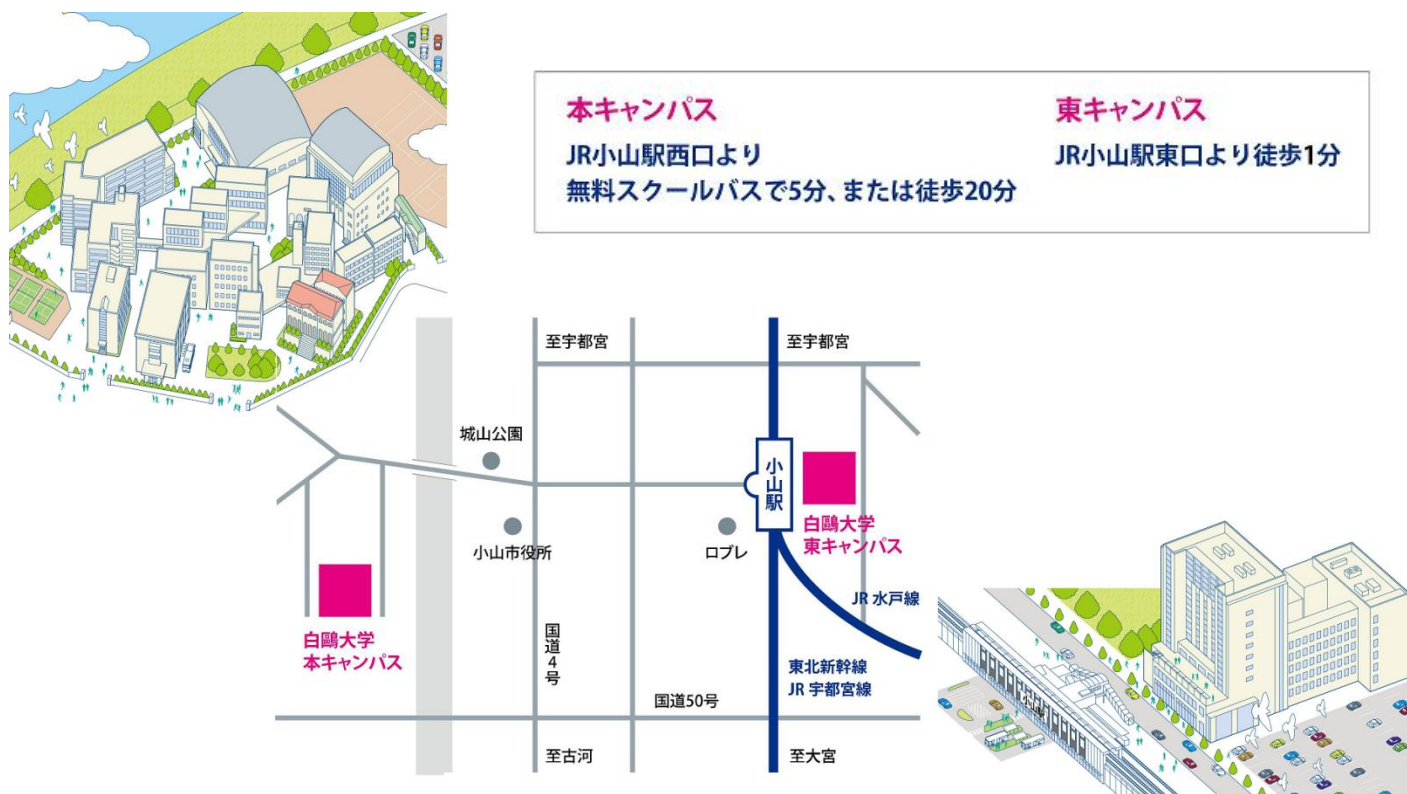 本キャンパス
JR小山駅西口より
無料スクールバスで5分、または徒歩20分
東キャンパス
JR小山駅東口より徒歩1分
至宇都宮
至宇都宮
城山公園
小山駅
小山市役所
ロブレ
白鷗大学
東キャンパス
JR 水戸線
白鷗大学
本キャンパス
国道4号
東北新幹線
JR 宇都宮線
国道50号
至古河
至大宮